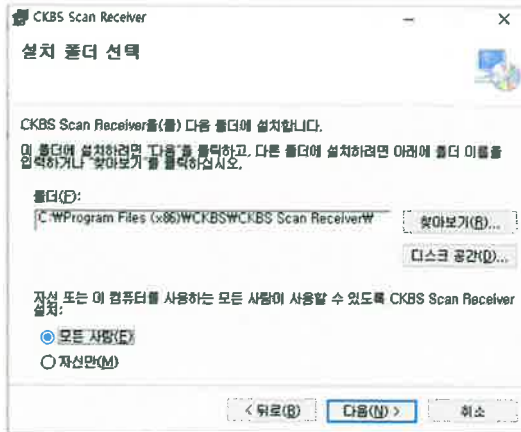 CKBS Scan Receiver
설치 폴더 선택
CKBS Scan Receiver을(를) 다음 폴더에 설치합니다.
이 폴더에 설치하려면 "다음"을 클릭하고, 다른 폴더에 설치하려면 아래에 폴더 이름을
입력하거나 "찾아보기"를 클릭하십시오.
폴더(F):
C:₩Program Files (x86)₩CKBS₩CKBS Scan Receiver₩
찾아보기(R)...
디스크 공간(D)...
자신 또는 이 컴퓨터를 사용하는 모든 사람이 사용할 수 있도록 CKBS Scan Receiver
설치:
모든 사람(E)
자신만(M)
< 뒤로(B)
다음(N) >
취소